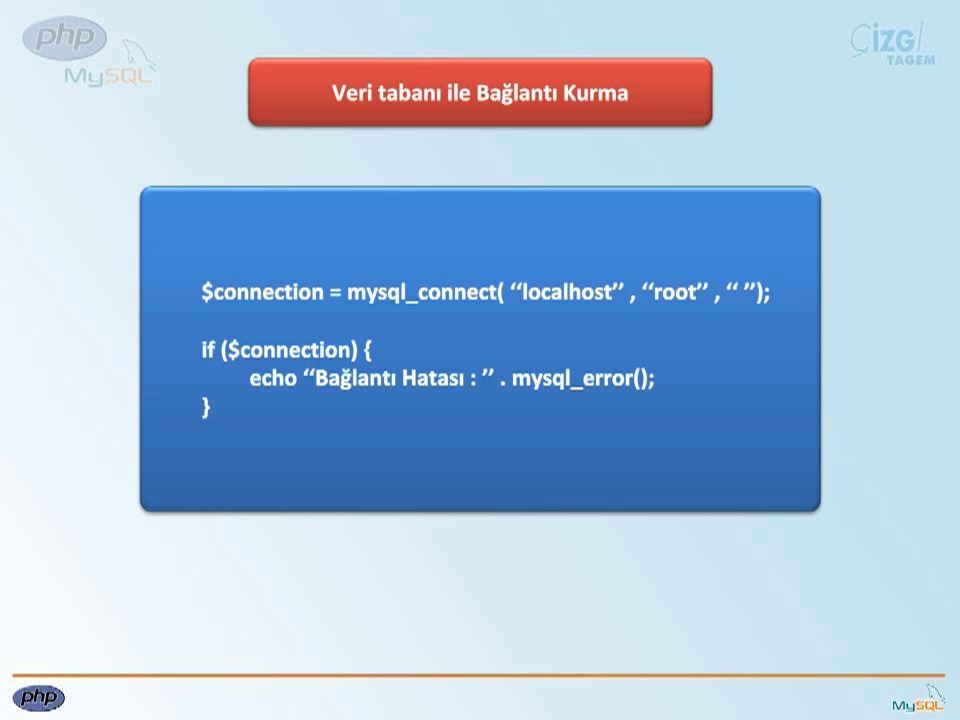 php
MySQL
ÇizGi
TAGEM
Veri tabanı ile Bağlantı Kurma
$connection = mysql_connect( “localhost” , “root” , “ ”);
if ($connection) {
echo “Bağlantı Hatası : ” . mysql_error();
}
php
MySQL